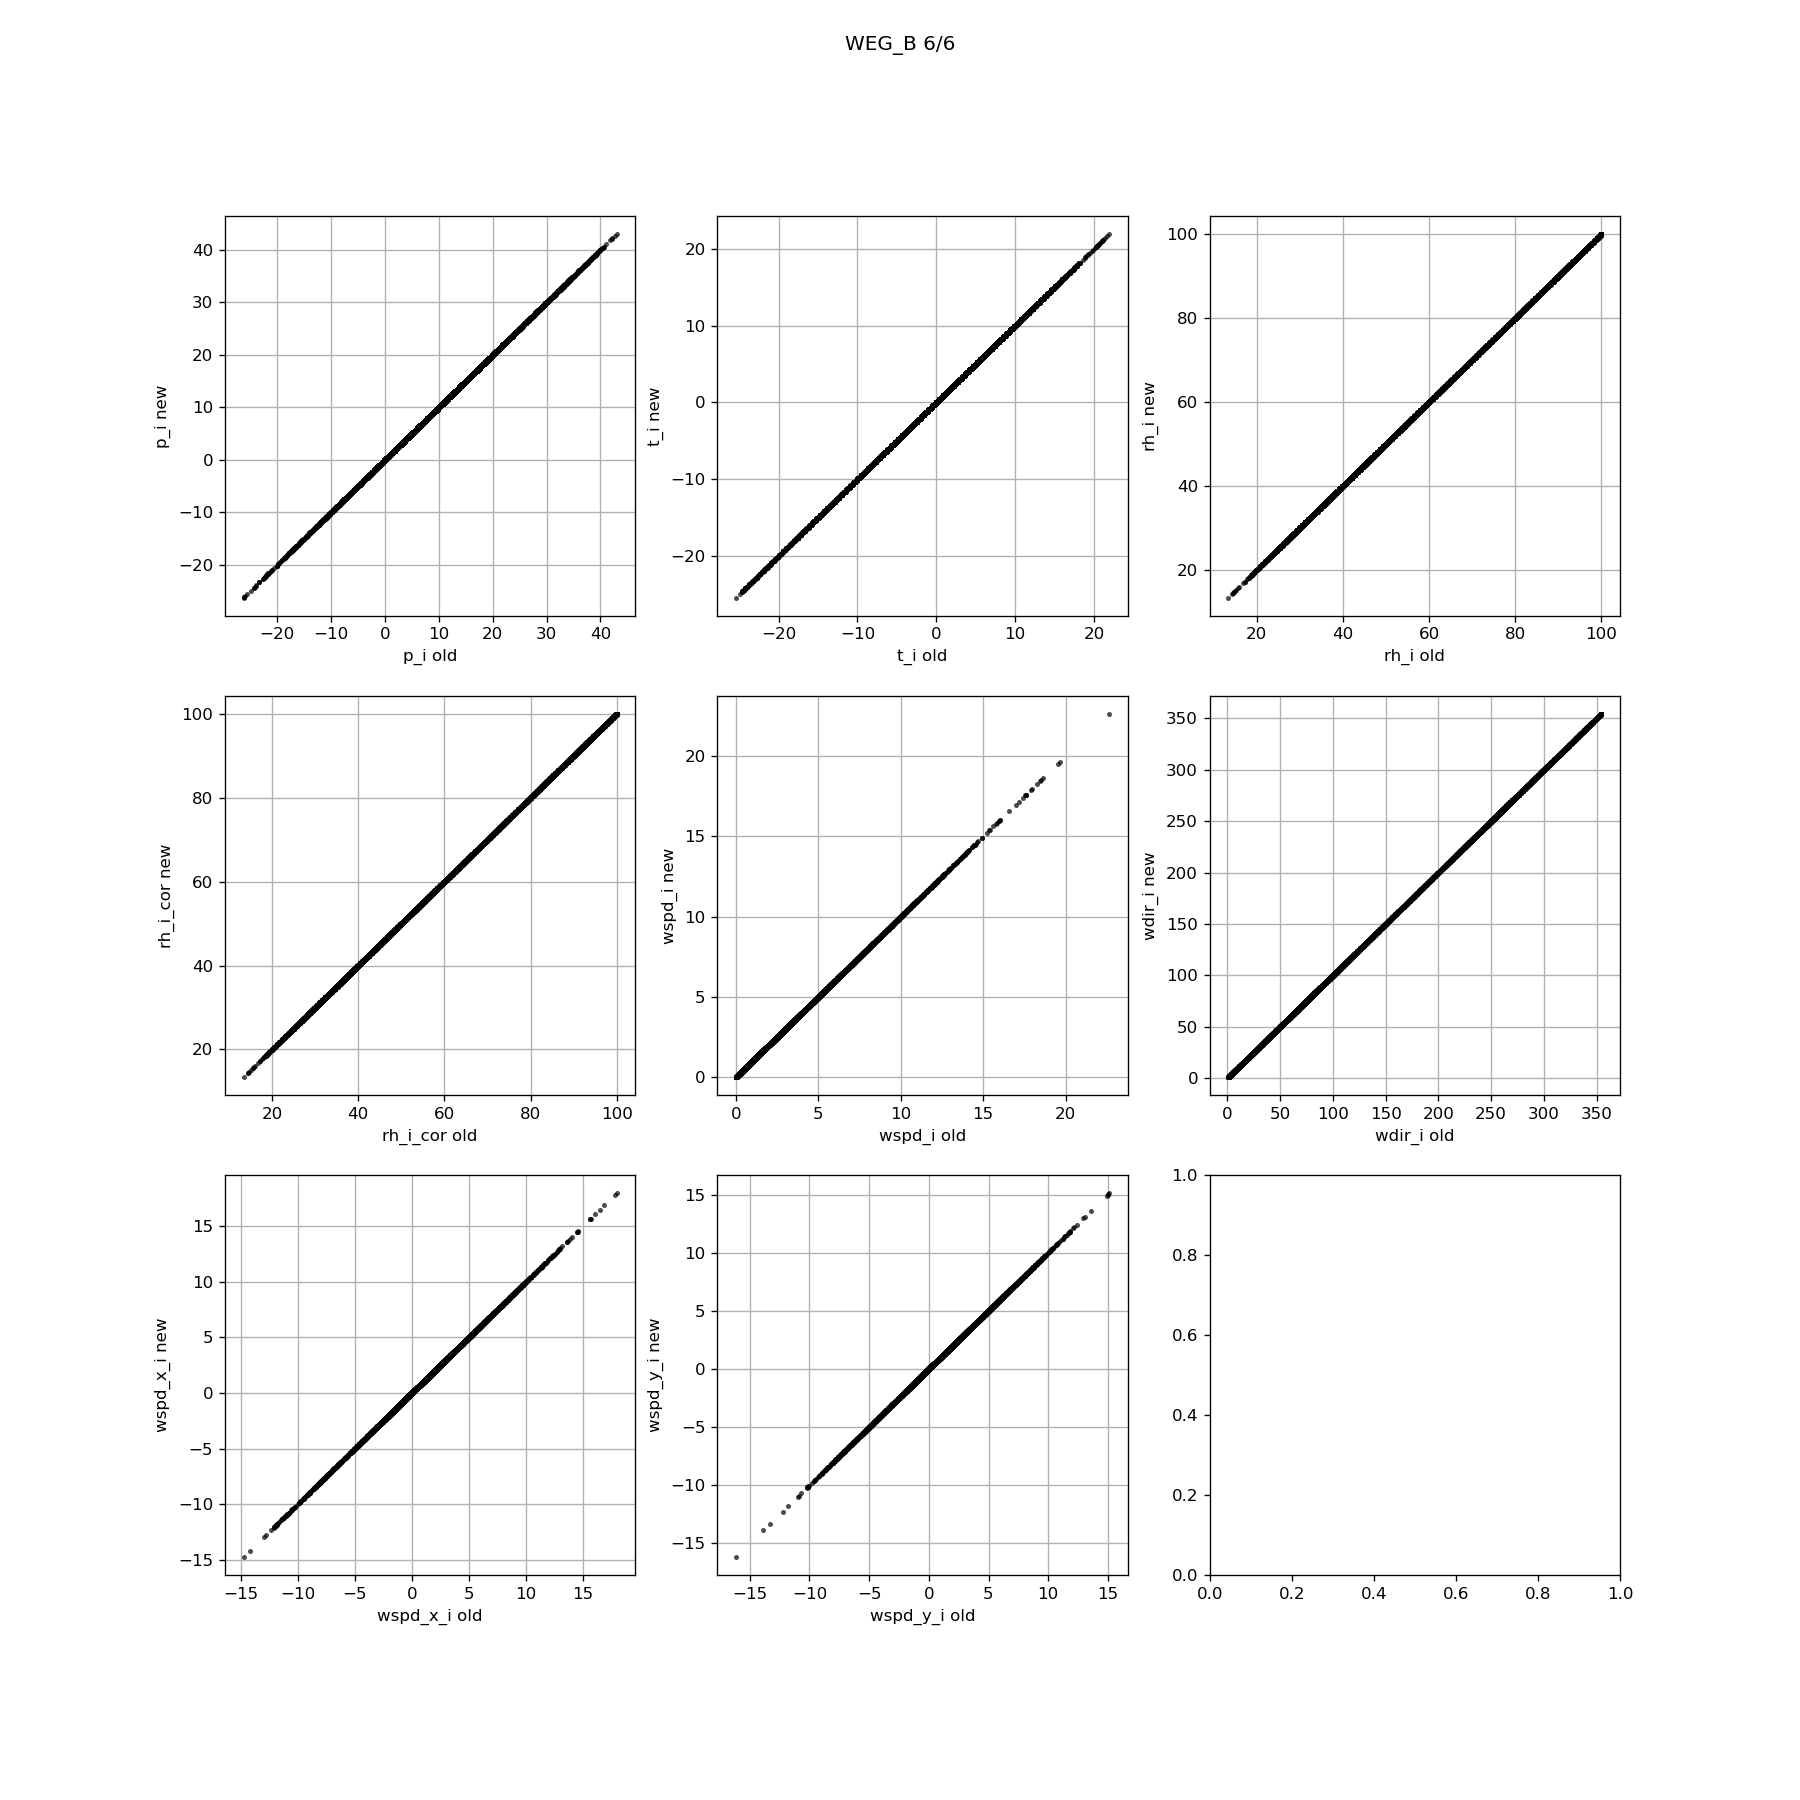 WEG_B 6/6
40
30
20
10
0
−10
−20
p_i new
−20 −10 0 10 20 30 40
p_i old
20
10
0
−10
−20
t_i new
−20 −10 0 10 20
t_i old
100
80
60
40
20
rh_i new
20 40 60 80 100
rh_i old
100
80
60
40
20
rh_i_cor new
20 40 60 80 100
rh_i_cor old
20
15
10
5
0
wspd_i new
0 5 10 15 20
wspd_i old
350
300
250
200
150
100
50
0
wdir_i new
0 50 100 150 200 250 300 350
wdir_i old
15
10
5
0
−5
−10
−15
wspd_x_i new
−15 −10 −5 0 5 10 15
wspd_x_i old
15
10
5
0
−5
−10
−15
wspd_y_i new
−15 −10 −5 0 5 10 15
wspd_y_i old
1.0
0.8
0.6
0.4
0.2
0.0
0.0 0.2 0.4 0.6 0.8 1.0